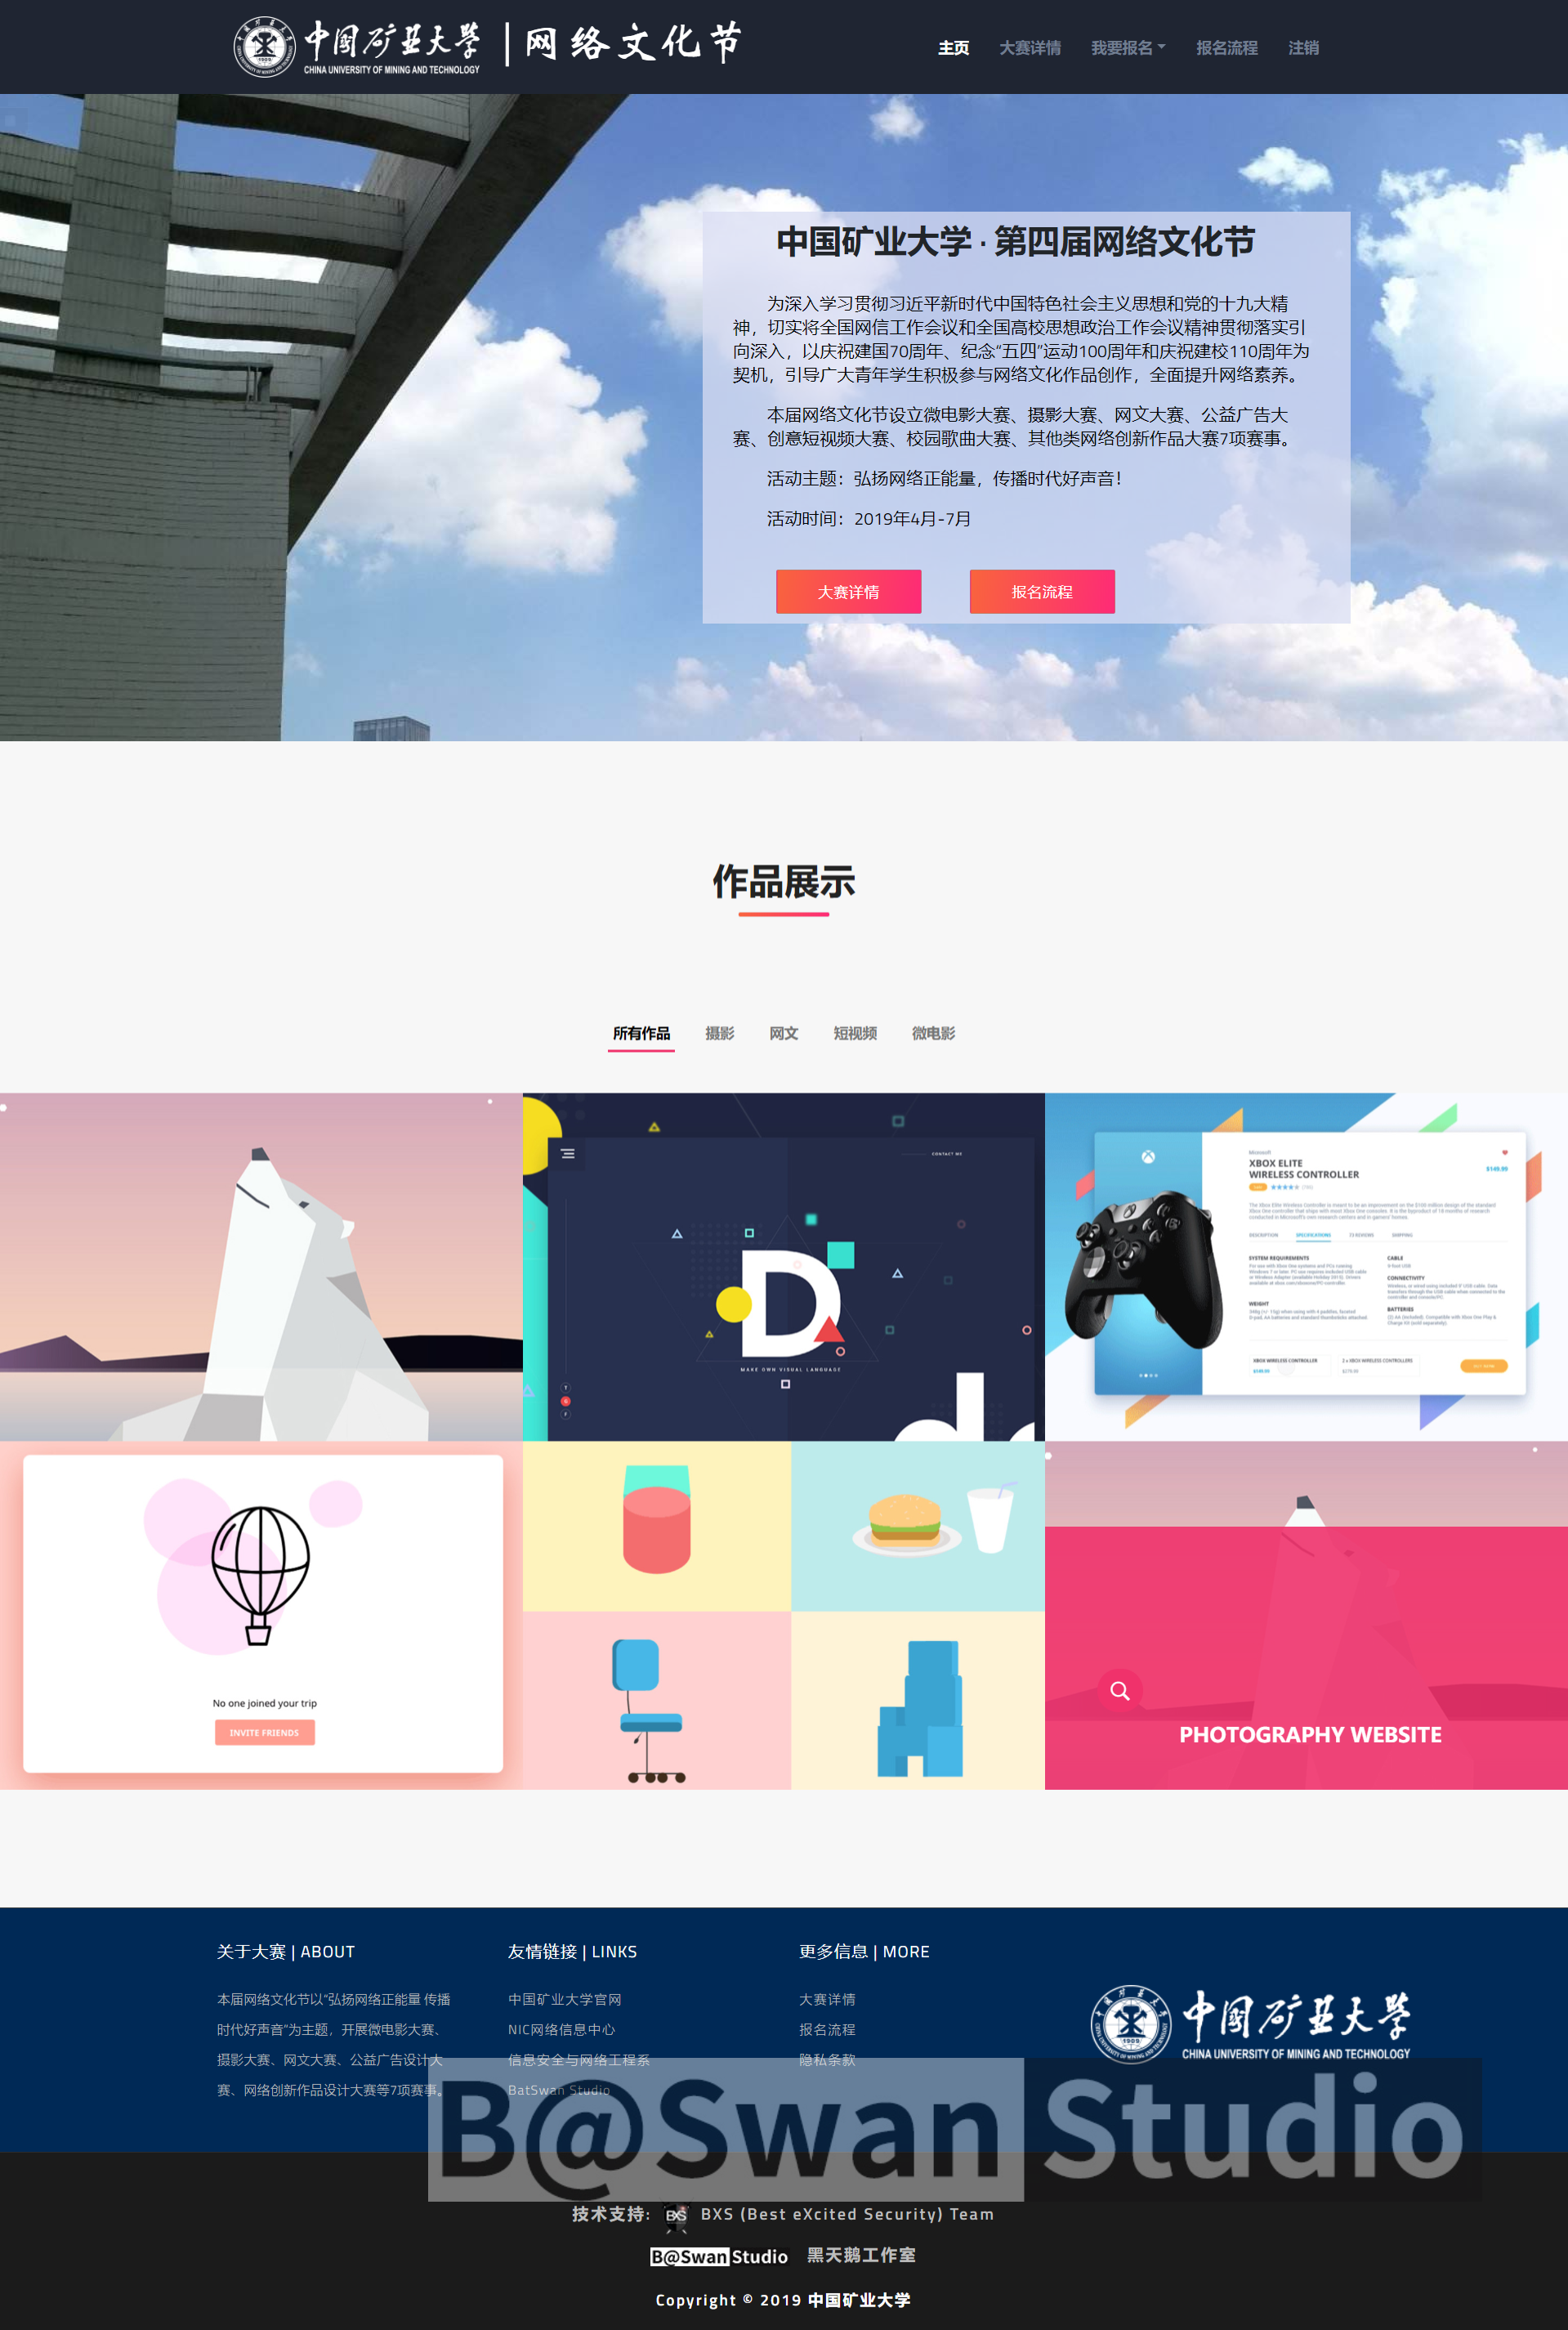 中国矿业大学
CHINA UNIVERSITY OF MINING AND TECHNOLOGY
网络文化节
主页 大赛详情 我要报名 报名流程 注销
中国矿业大学 · 第四届网络文化节
为深入学习贯彻习近平新时代中国特色社会主义思想和党的十九大精
神，切实将全国网信工作会议和全国高校思想政治工作会议精神贯彻落实引
向深入，以庆祝建国70周年、纪念“五四”运动100周年和庆祝建校110周年为
契机，引导广大青年学生积极参与网络文化作品创作，全面提升网络素养。
本届网络文化节设立微电影大赛、摄影大赛、网文大赛、公益广告大
赛、创意短视频大赛、校园歌曲大赛、其他类网络创新作品大赛7项赛事。
活动主题：弘扬网络正能量，传播时代好声音！
活动时间：2019年4月-7月
大赛详情 报名流程
作品展示
所有作品 摄影 网文 短视频 微电影
CONTACT ME
D
MAKE OWN VISUAL LANGUAGE
Microsoft
XBOX ELITE
WIRELESS CONTROLLER
$149.99
DESCRIPTION SPECIFICATIONS 72 REVIEWS SHIPPING
SYSTEM REQUIREMENTS
CABLE
CONNECTIVITY
WEIGHT
BATTERIES
XBOX WIRELESS CONTROLLER
2 x XBOX WIRELESS CONTROLLERS
No one joined your trip
INVITE FRIENDS
PHOTOGRAPHY WEBSITE
关于大赛 | ABOUT
本届网络文化节以“弘扬网络正能量 传播
时代好声音”为主题，开展微电影大赛、
摄影大赛、网文大赛、公益广告设计大
赛、网络创新作品设计大赛等7项赛事。
友情链接 | LINKS
中国矿业大学官网
NIC网络信息中心
信息安全与网络工程系
BatSwan Studio
更多信息 | MORE
大赛详情
报名流程
隐私条款
中国矿业大学
CHINA UNIVERSITY OF MINING AND TECHNOLOGY
B@Swan Studio
技术支持: BXS BXS (Best eXcited Security) Team
B@Swan Studio 黑天鹅工作室
Copyright © 2019 中国矿业大学